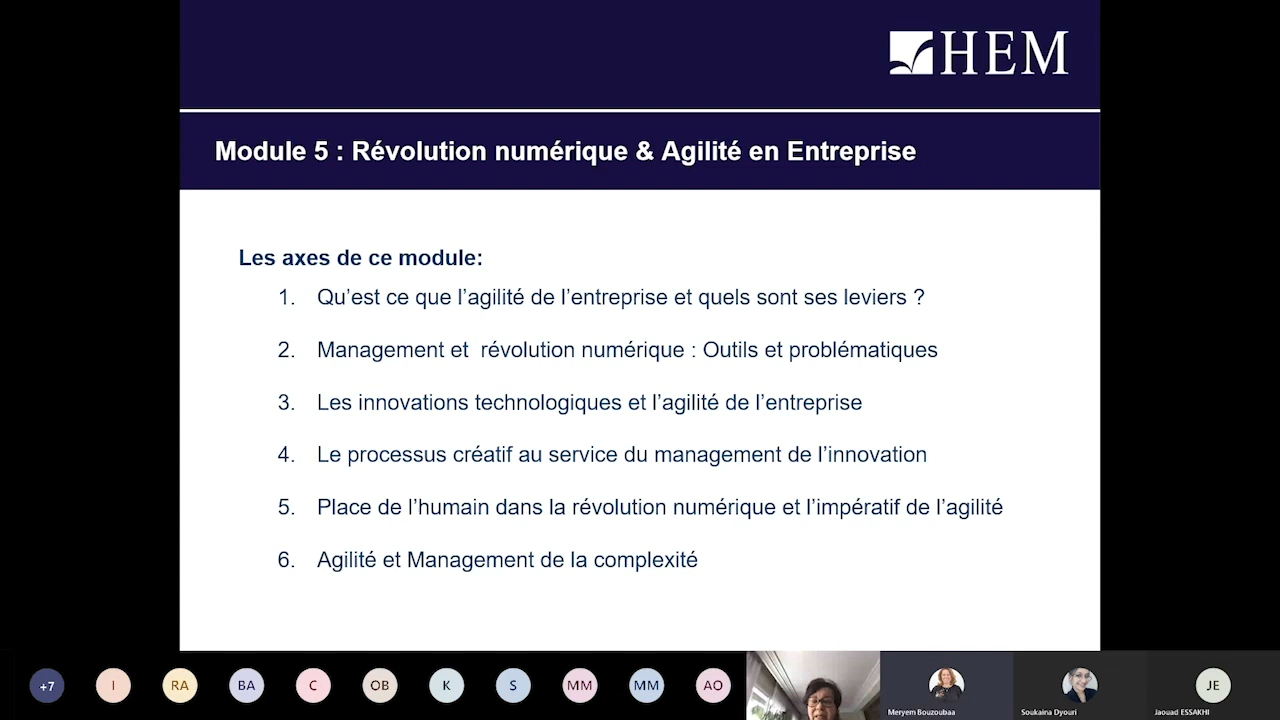 HEM
Module 5 : Révolution numérique & Agilité en Entreprise
Les axes de ce module:
1. Qu’est ce que l’agilité de l’entreprise et quels sont ses leviers ?
2. Management et révolution numérique : Outils et problématiques
3. Les innovations technologiques et l’agilité de l’entreprise
4. Le processus créatif au service du management de l’innovation
5. Place de l’humain dans la révolution numérique et l’impératif de l’agilité
6. Agilité et Management de la complexité
+7 I RA BA C OB K S MM MM AO JE
Meryem Bouzoubaa Soukaina Dyouri Jaouad ESSAKHI